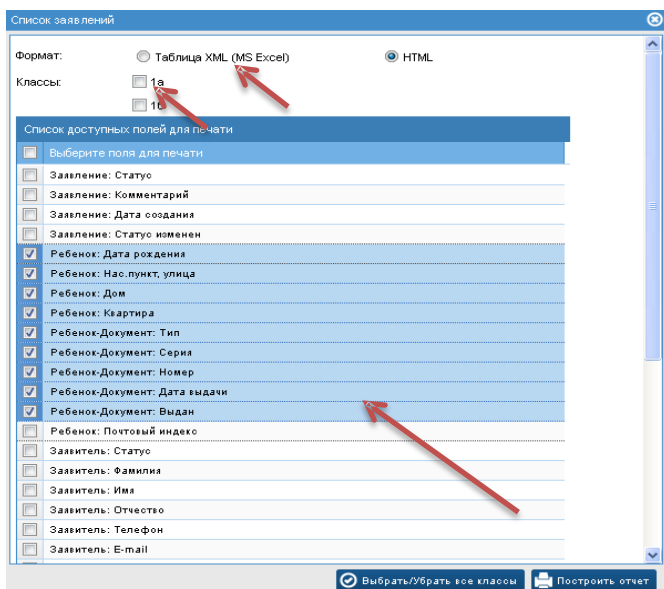 Список заявлений
Формат: Таблица XML (MS Excel) HTML
Классы: 1а
Список доступных полей для печати
Выберите поля для печати
Заявление: Статус
Заявление: Комментарий
Заявление: Дата создания
Заявление: Статус изменен
Ребенок: Дата рождения
Ребенок: Нас.пункт, улица
Ребенок: Дом
Ребенок: Квартира
Ребенок-Документ: Тип
Ребенок-Документ: Серия
Ребенок-Документ: Номер
Ребенок-Документ: Дата выдачи
Ребенок-Документ: Выдан
Ребенок: Почтовый индекс
Заявитель: Статус
Заявитель: Фамилия
Заявитель: Имя
Заявитель: Отчество
Заявитель: Телефон
Заявитель: E-mail
Выбрать/Убрать все классы Построить отчет